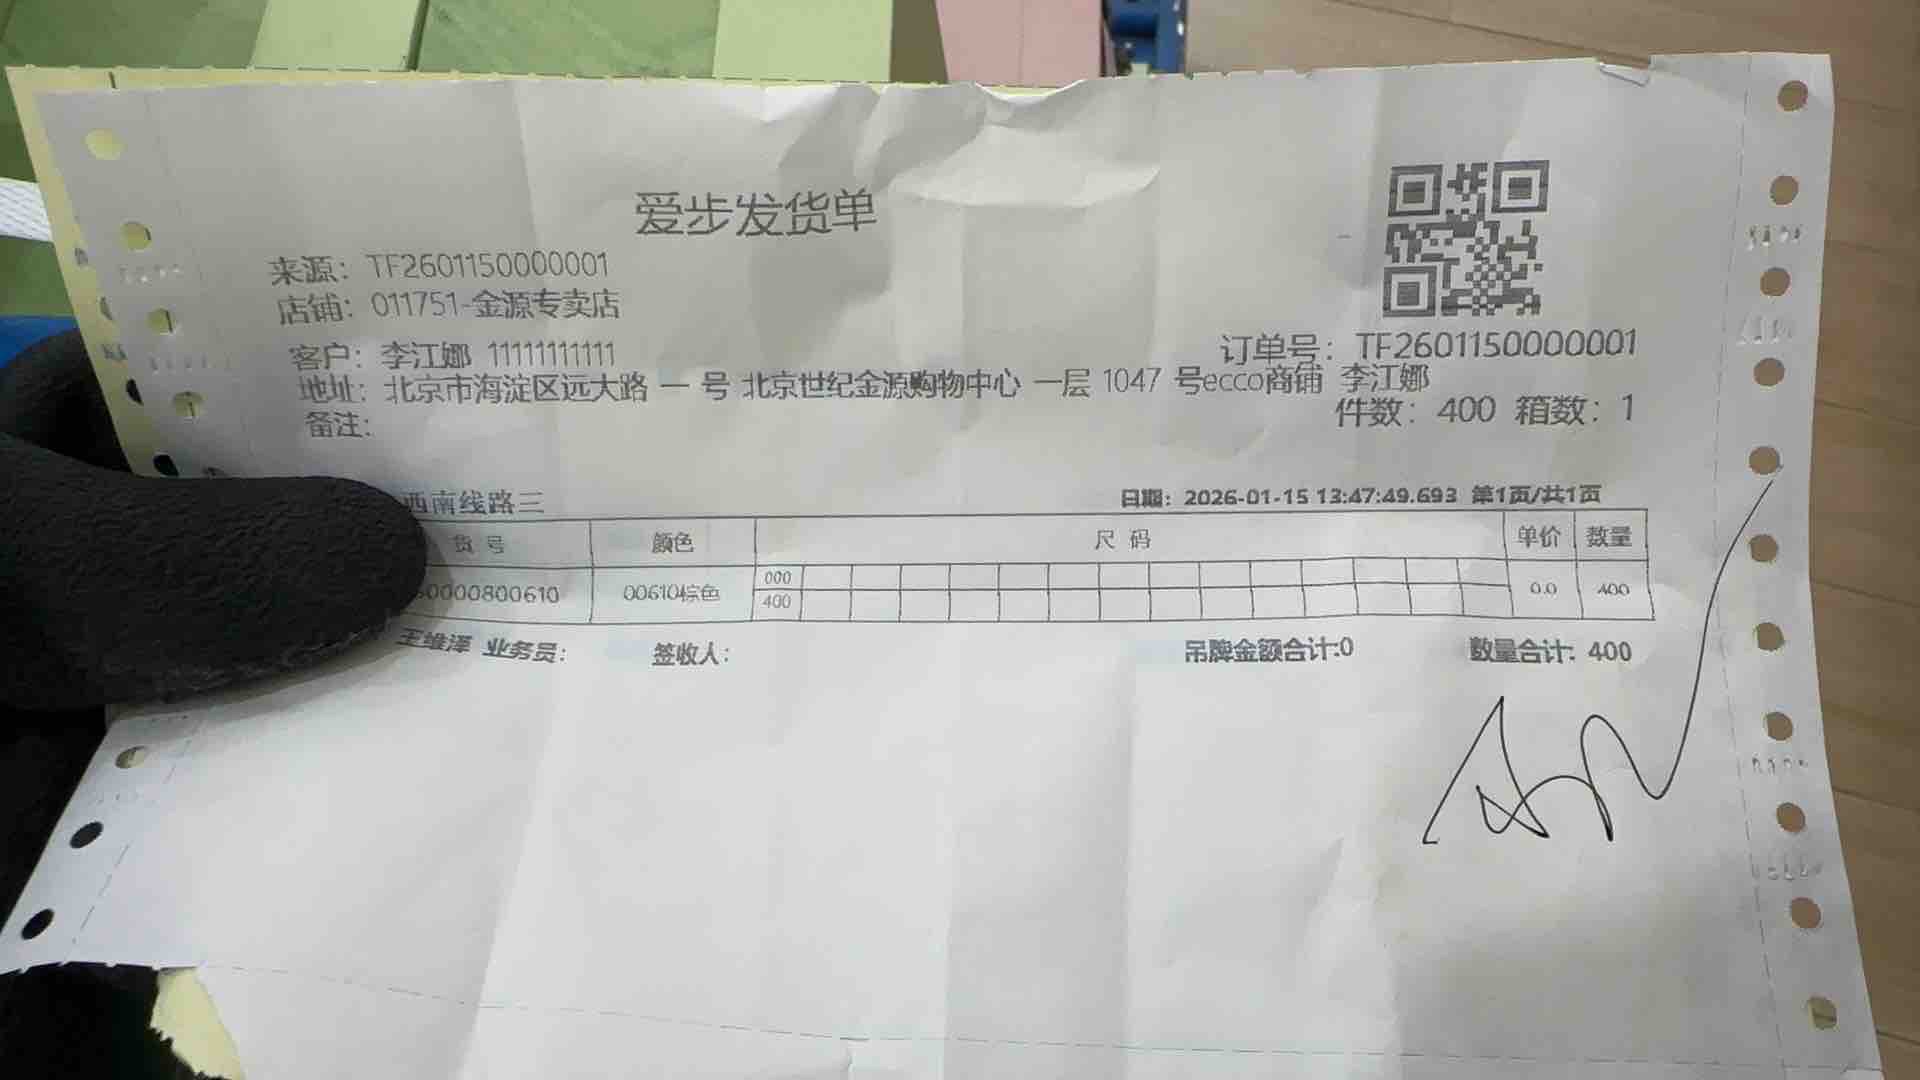 爱步发货单
来源: TF2601150000001
店铺: 011751-金源专卖店
客户: 李江娜 11111111111
订单号: TF2601150000001
地址: 北京市海淀区远大路 一 号 北京世纪金源购物中心 一层 1047 号ecco商铺 李江娜
备注:
件数: 400 箱数: 1
西南线路三
日期: 2026-01-15 13:47:49.693 第1页/共1页
货 号 颜色 尺 码 单价 数量
0000800610 00610棕色 000 0.0 400
400
王维泽 业务员: 签收人: 吊牌金额合计:0 数量合计: 400